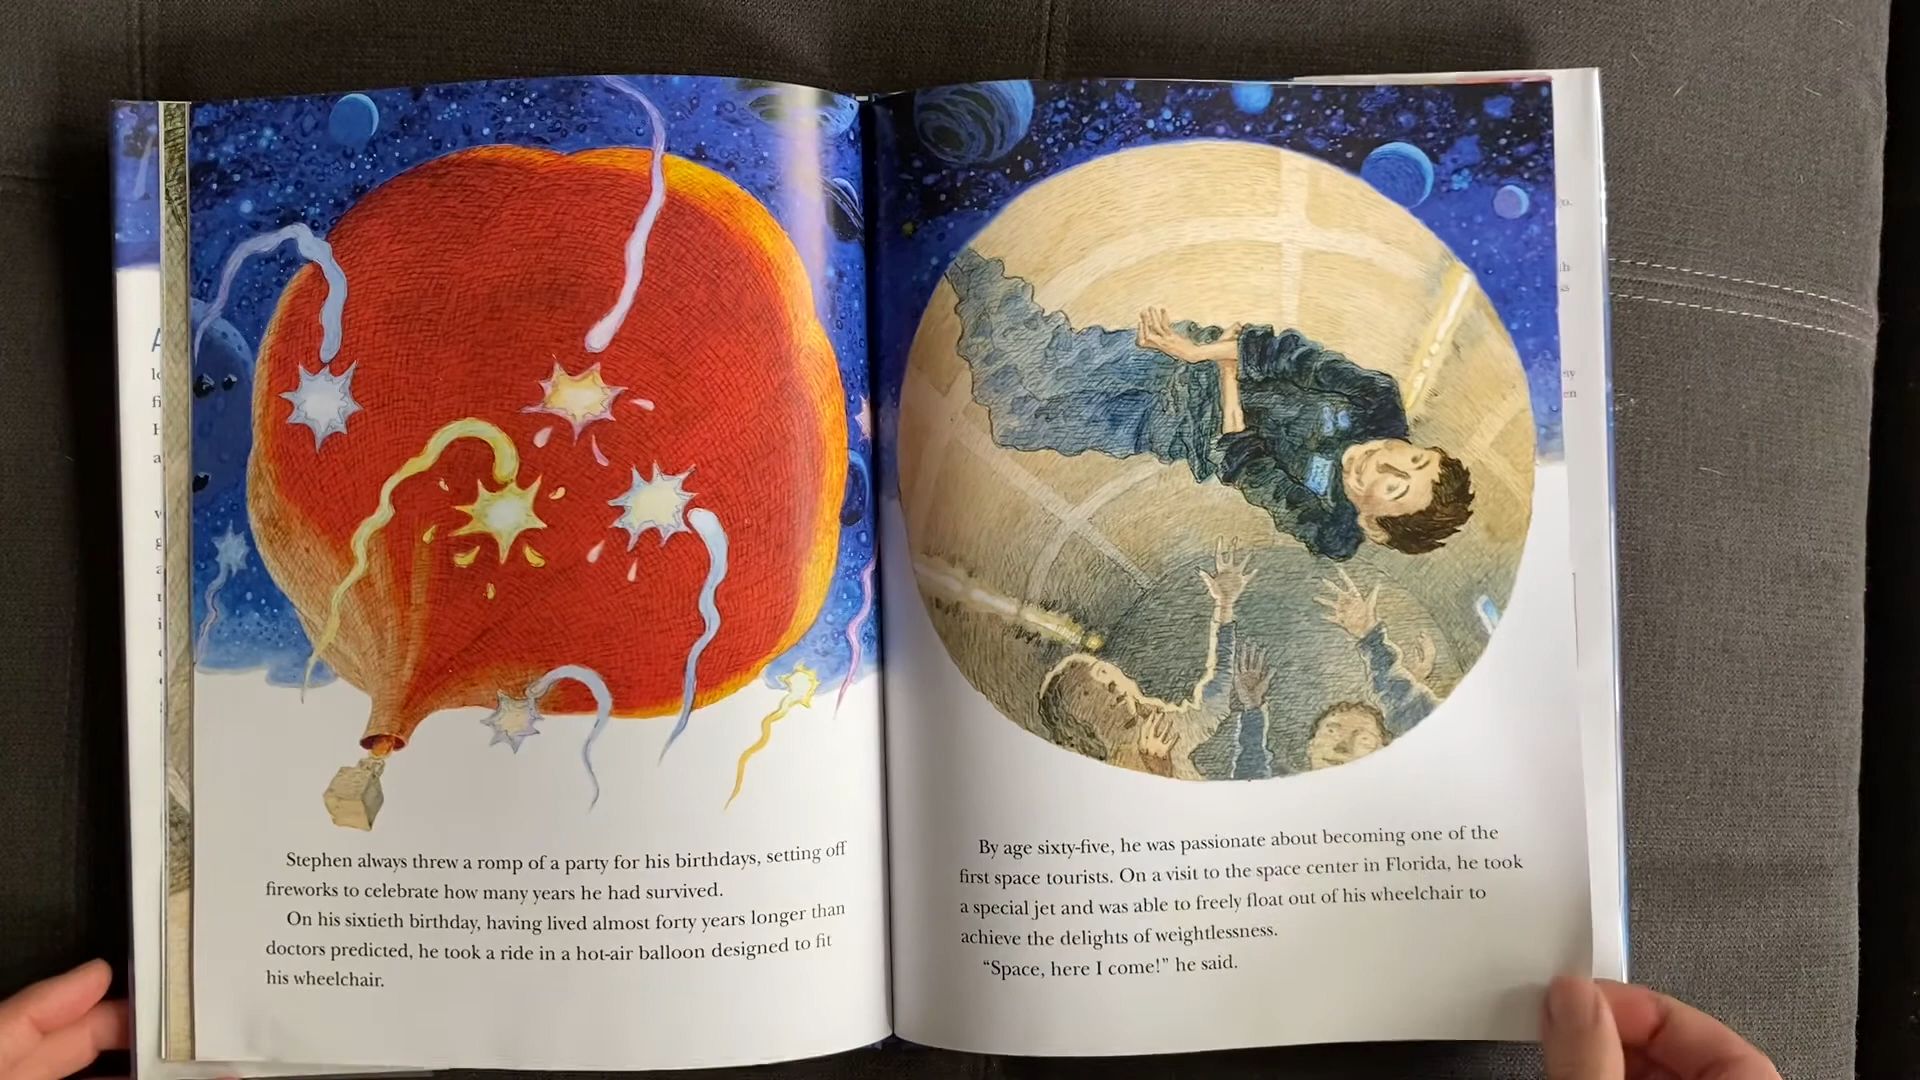 Stephen always threw a romp of a party for his birthdays, setting off
fireworks to celebrate how many years he had survived.
On his sixtieth birthday, having lived almost forty years longer than
doctors predicted, he took a ride in a hot-air balloon designed to fit
his wheelchair.
By age sixty-five, he was passionate about becoming one of the
first space tourists. On a visit to the space center in Florida, he took
a special jet and was able to freely float out of his wheelchair to
achieve the delights of weightlessness.
“Space, here I come!” he said.